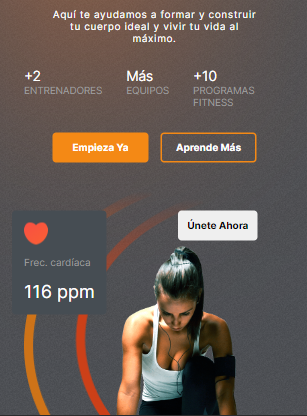 Aquí te ayudamos a formar y construir
tu cuerpo ideal y vivir tu vida al
máximo.
+2
ENTRENADORES
Más
EQUIPOS
+10
PROGRAMAS
FITNESS
Empieza Ya
Aprende Más
Únete Ahora
Frec. cardíaca
116 ppm